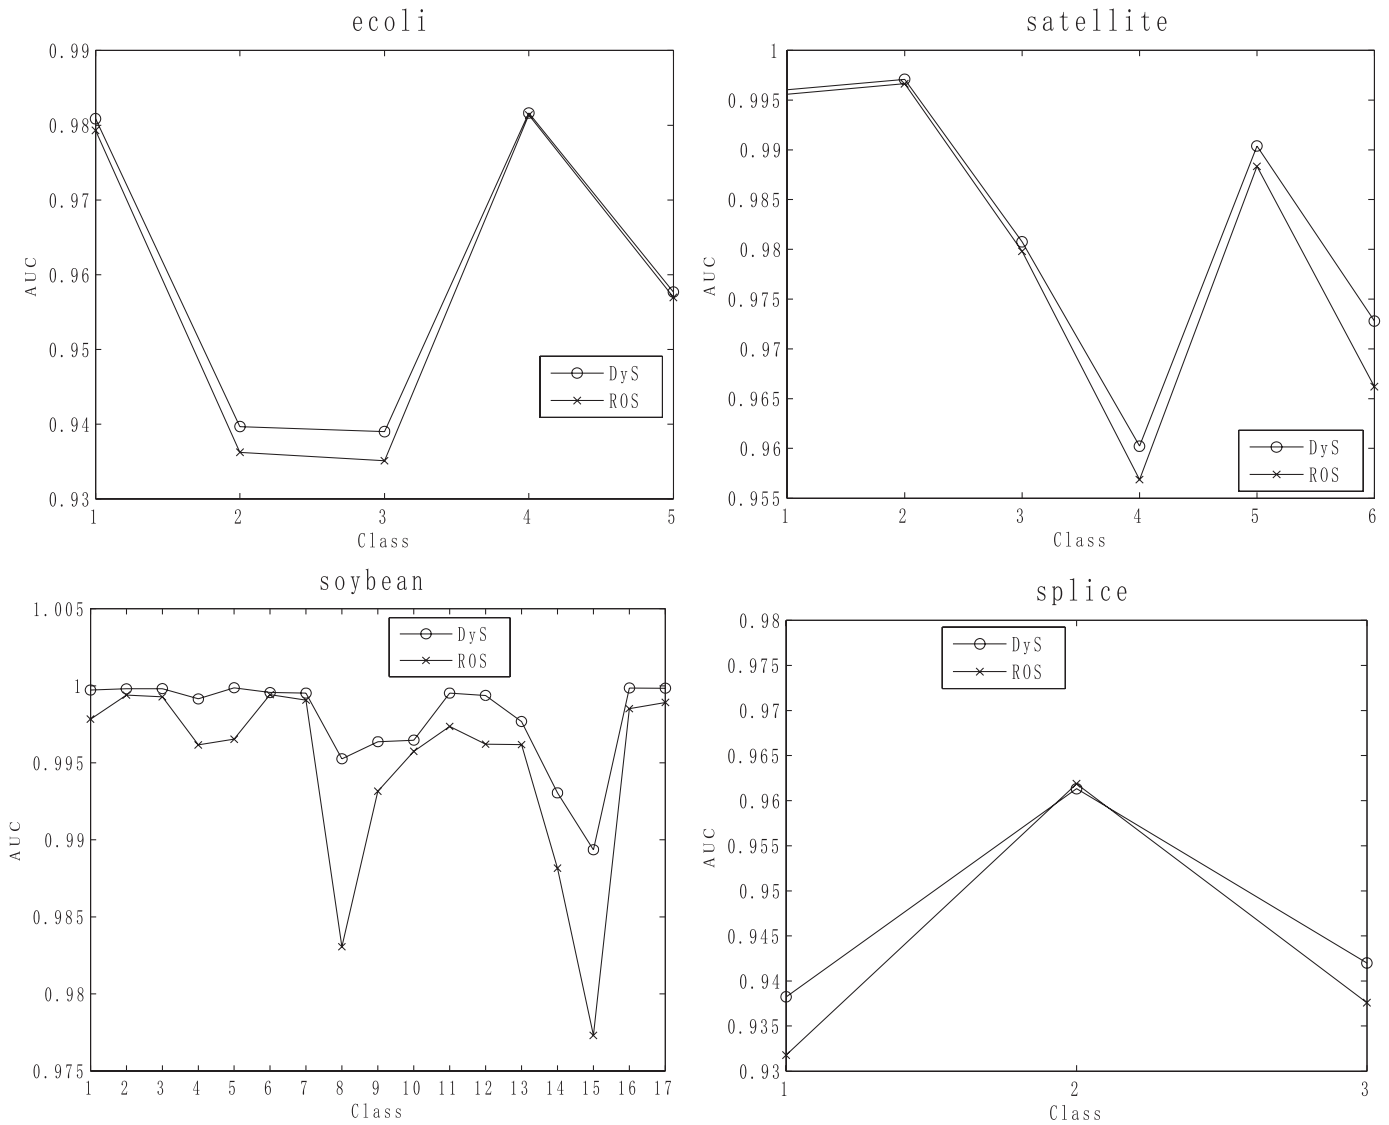 ecoli
0.99
0.98
0.97
0.96
0.95
0.94
0.93
AUC
DyS
ROS
1 2 3 4 5
Class
satellite
1
0.995
0.99
0.985
0.98
0.975
0.97
0.965
0.96
0.955
AUC
DyS
ROS
1 2 3 4 5 6
Class
soybean
1.005
1
0.995
0.99
0.985
0.98
0.975
AUC
DyS
ROS
1 2 3 4 5 6 7 8 9 10 11 12 13 14 15 16 17
Class
splice
0.98
0.975
0.97
0.965
0.96
0.955
0.95
0.945
0.94
0.935
0.93
AUC
DyS
ROS
1 2 3
Class